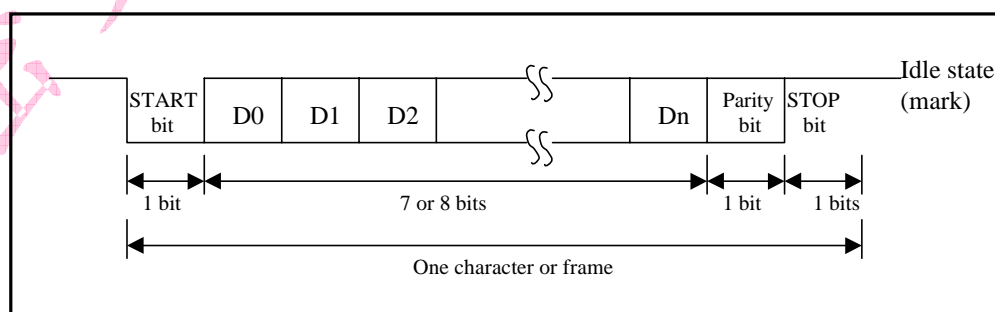 Idle state
(mark)
START
bit
D0
D1
D2
Dn
Parity
bit
STOP
bit
1 bit
7 or 8 bits
1 bit
1 bits
One character or frame